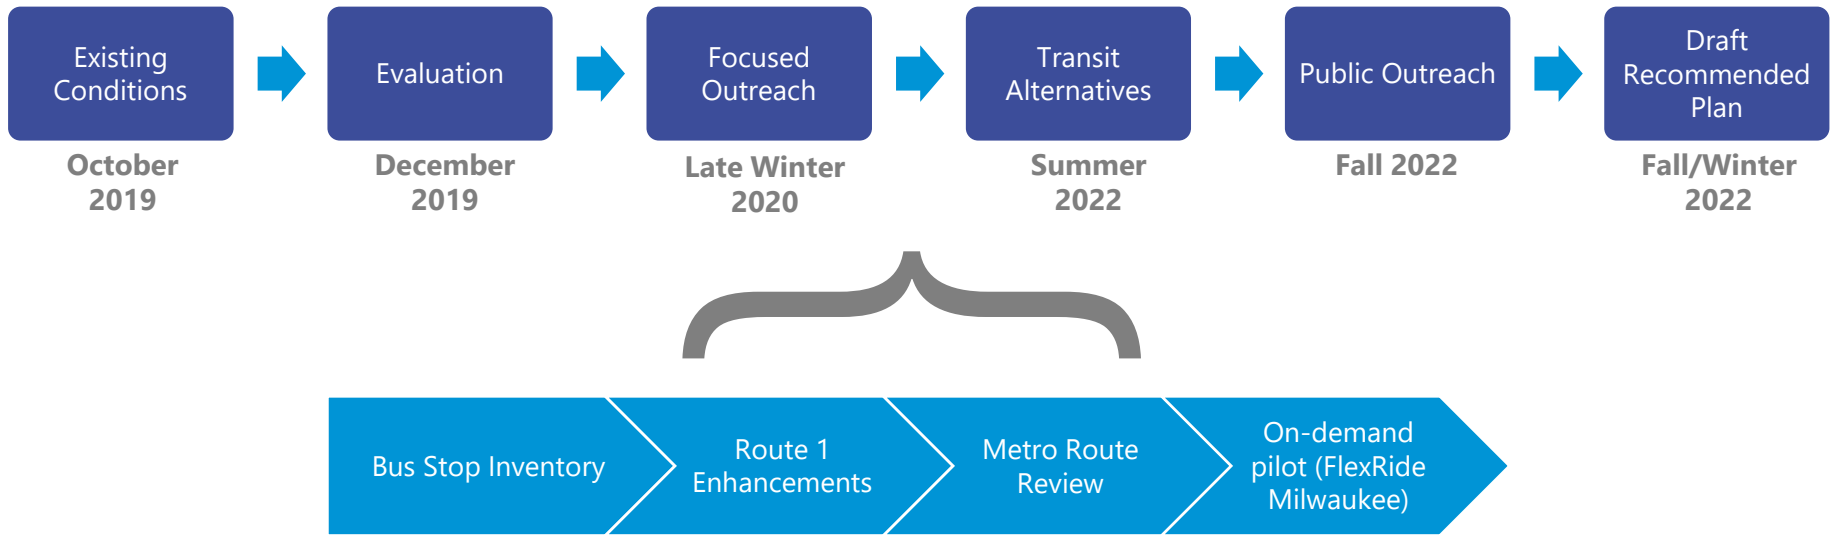 Existing
Conditions
Evaluation
Focused
Outreach
Transit
Alternatives
Public Outreach
Draft
Recommended
Plan
October
2019
December
2019
Late Winter
2020
Summer
2022
Fall 2022
Fall/Winter
2022
Bus Stop Inventory
Route 1
Enhancements
Metro Route
Review
On-demand
pilot (FlexRide
Milwaukee)